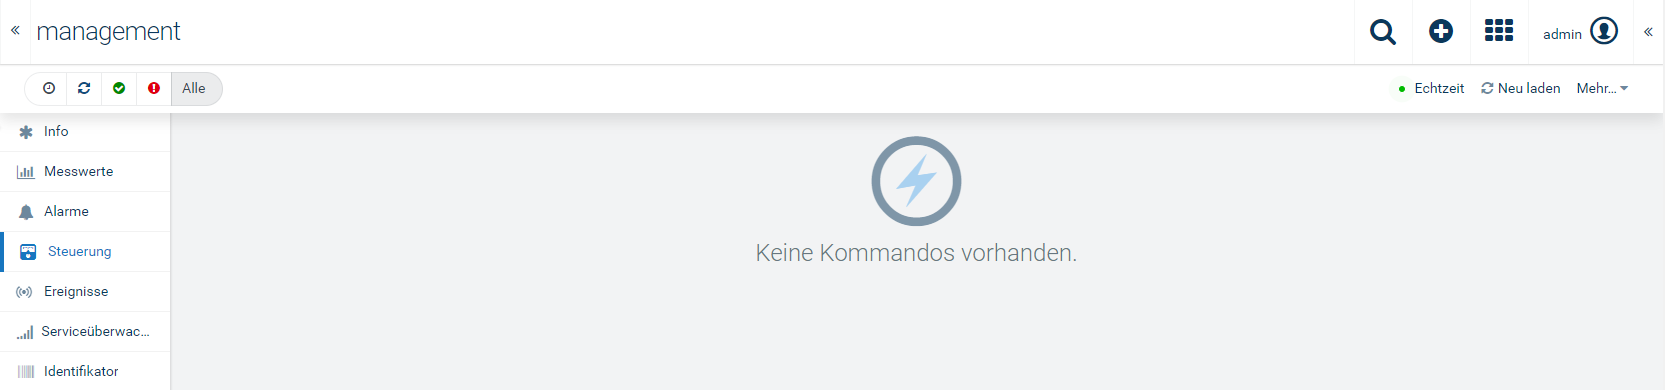 «
management
admin
«
Alle
Echtzeit
Neu laden
Mehr...
Info
Messwerte
Alarme
Steuerung
Ereignisse
Serviceüberwac...
Identifikator
Keine Kommandos vorhanden.